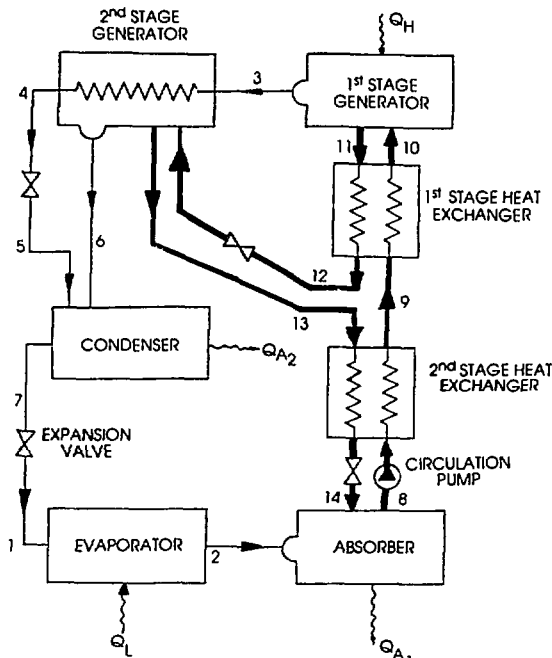 2nd STAGE
GENERATOR
QH
4
3
1st STAGE
GENERATOR
11
10
1st STAGE HEAT
EXCHANGER
5
6
12
9
13
CONDENSER
QA2
2nd STAGE HEAT
EXCHANGER
7
EXPANSION
VALVE
CIRCULATION
PUMP
14
8
1
EVAPORATOR
2
ABSORBER
QL